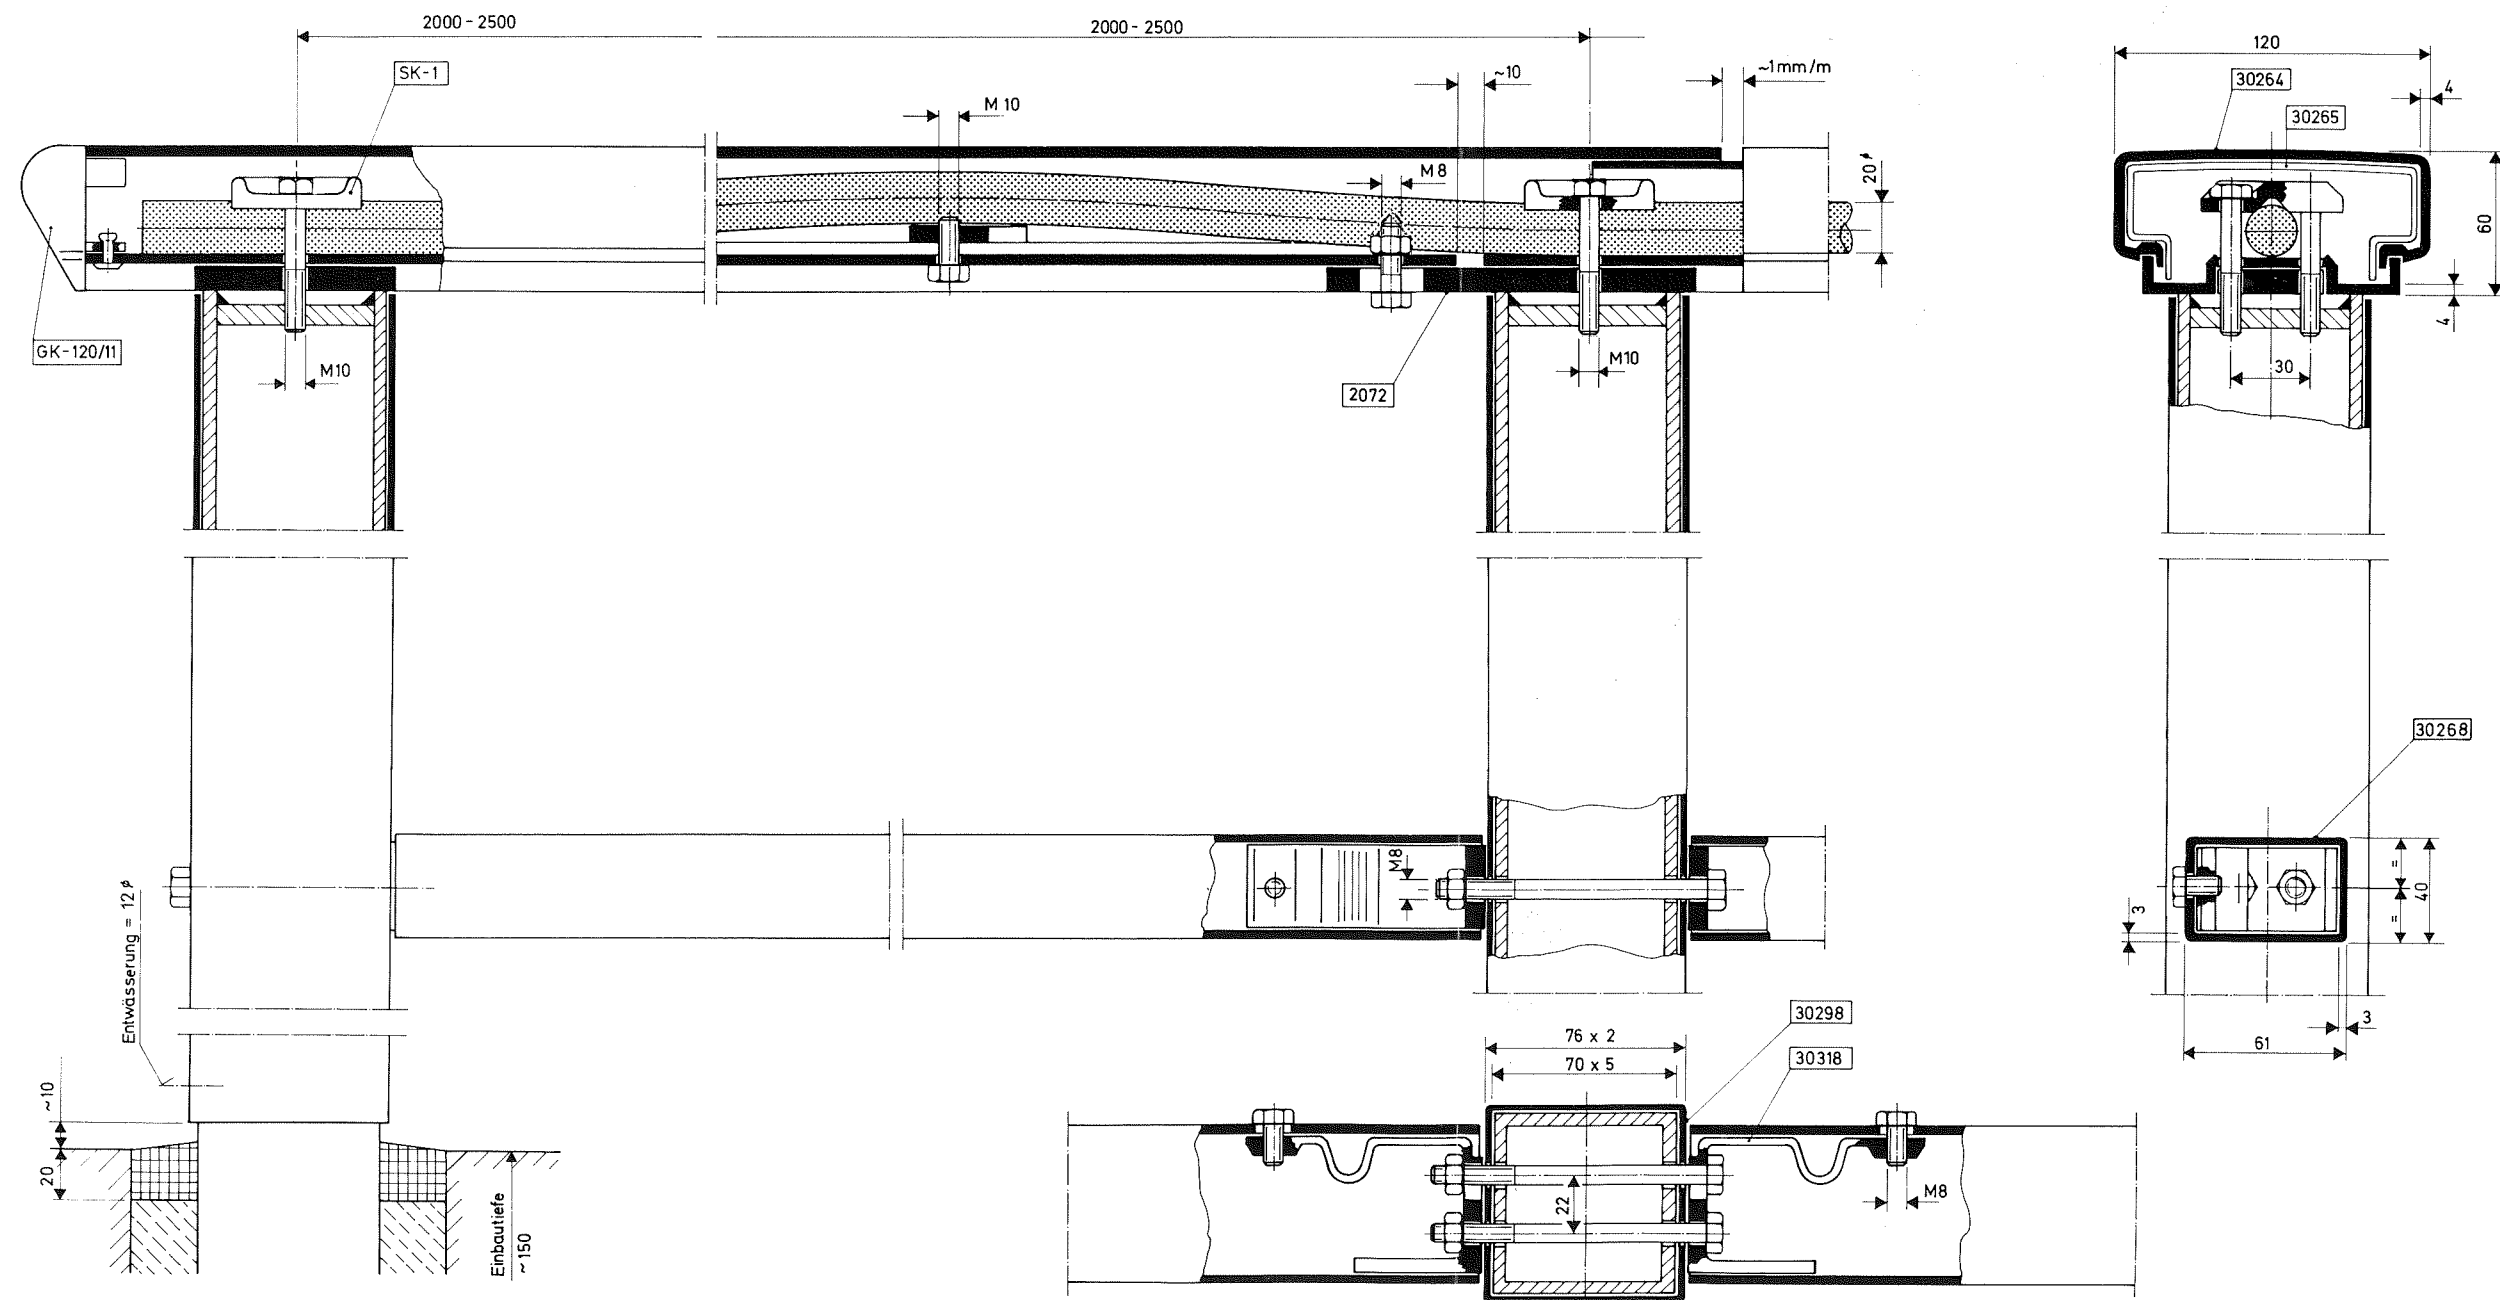 2000 - 2500
2000 - 2500
SK-1
M 10
~10
~1mm/m
M 8
20⌀
GK-120/11
M10
M10
2072
120
30264
4
30265
60
4
30
30268
M8
3
=
=
40
3
61
Entwässerung = 12⌀
~10
20
Einbautiefe
~150
76 x 2
70 x 5
30298
30318
22
M8